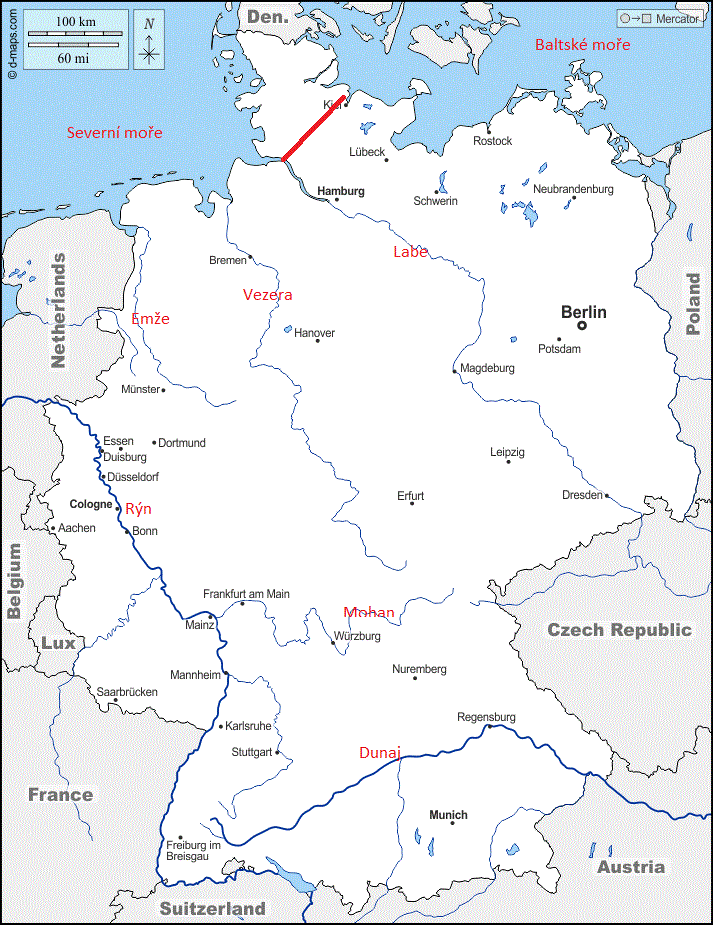 Den.
100 km
60 mi
N
Mercator
© d-maps.com
Baltské moře
Severní moře
Kiel
Rostock
Lübeck
Hamburg
Schwerin
Neubrandenburg
Labe
Bremen
Netherlands
Vezera
Poland
Emže
Berlin
Hanover
Potsdam
Magdeburg
Münster
Essen
Dortmund
Duisburg
Leipzig
Düsseldorf
Erfurt
Dresden
Cologne
Rýn
Aachen
Bonn
Belgium
Frankfurt am Main
Mohan
Mainz
Würzburg
Czech Republic
Lux
Mannheim
Nuremberg
Saarbrücken
Regensburg
Karlsruhe
Stuttgart
Dunaj
France
Munich
Freiburg im
Breisgau
Austria
Suitzerland